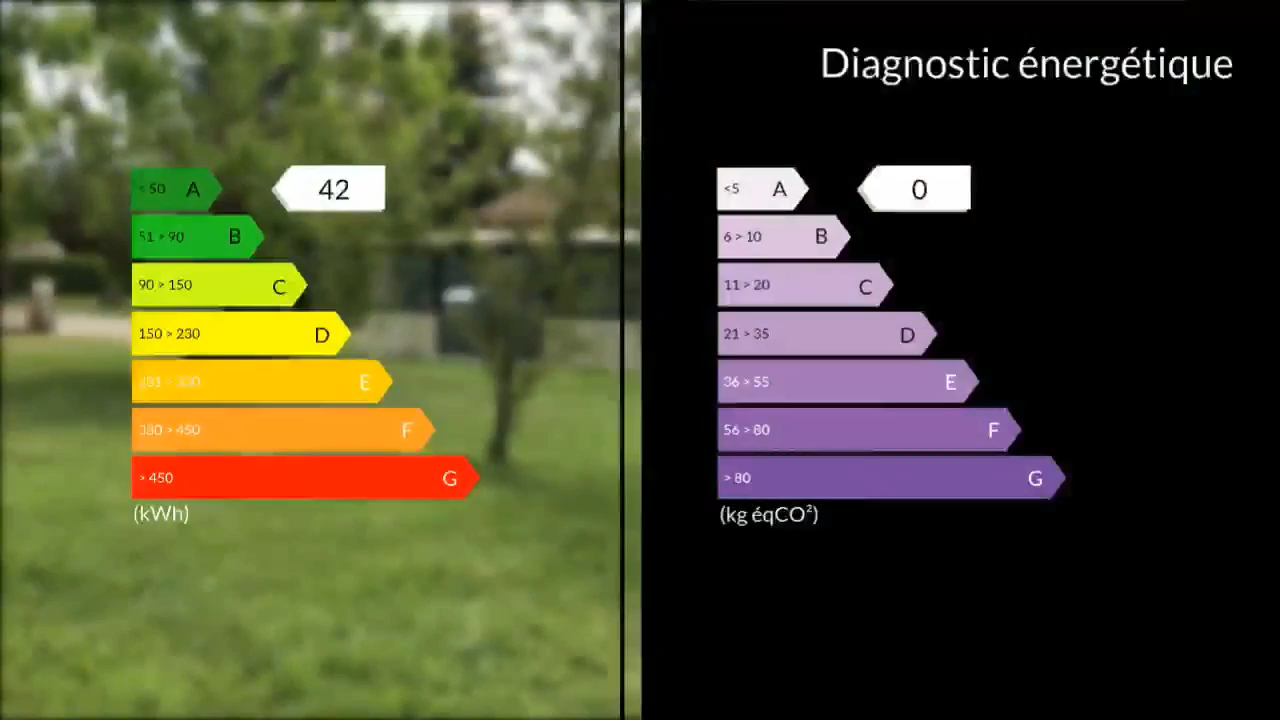 Diagnostic énergétique
< 50 A 42
51 > 90 B
90 > 150 C
150 > 230 D
E
F
> 450 G
(kWh)
<5 A 0
6 > 10 B
11 > 20 C
21 > 35 D
36 > 55 E
56 > 80 F
> 80 G
(kg éqCO²)